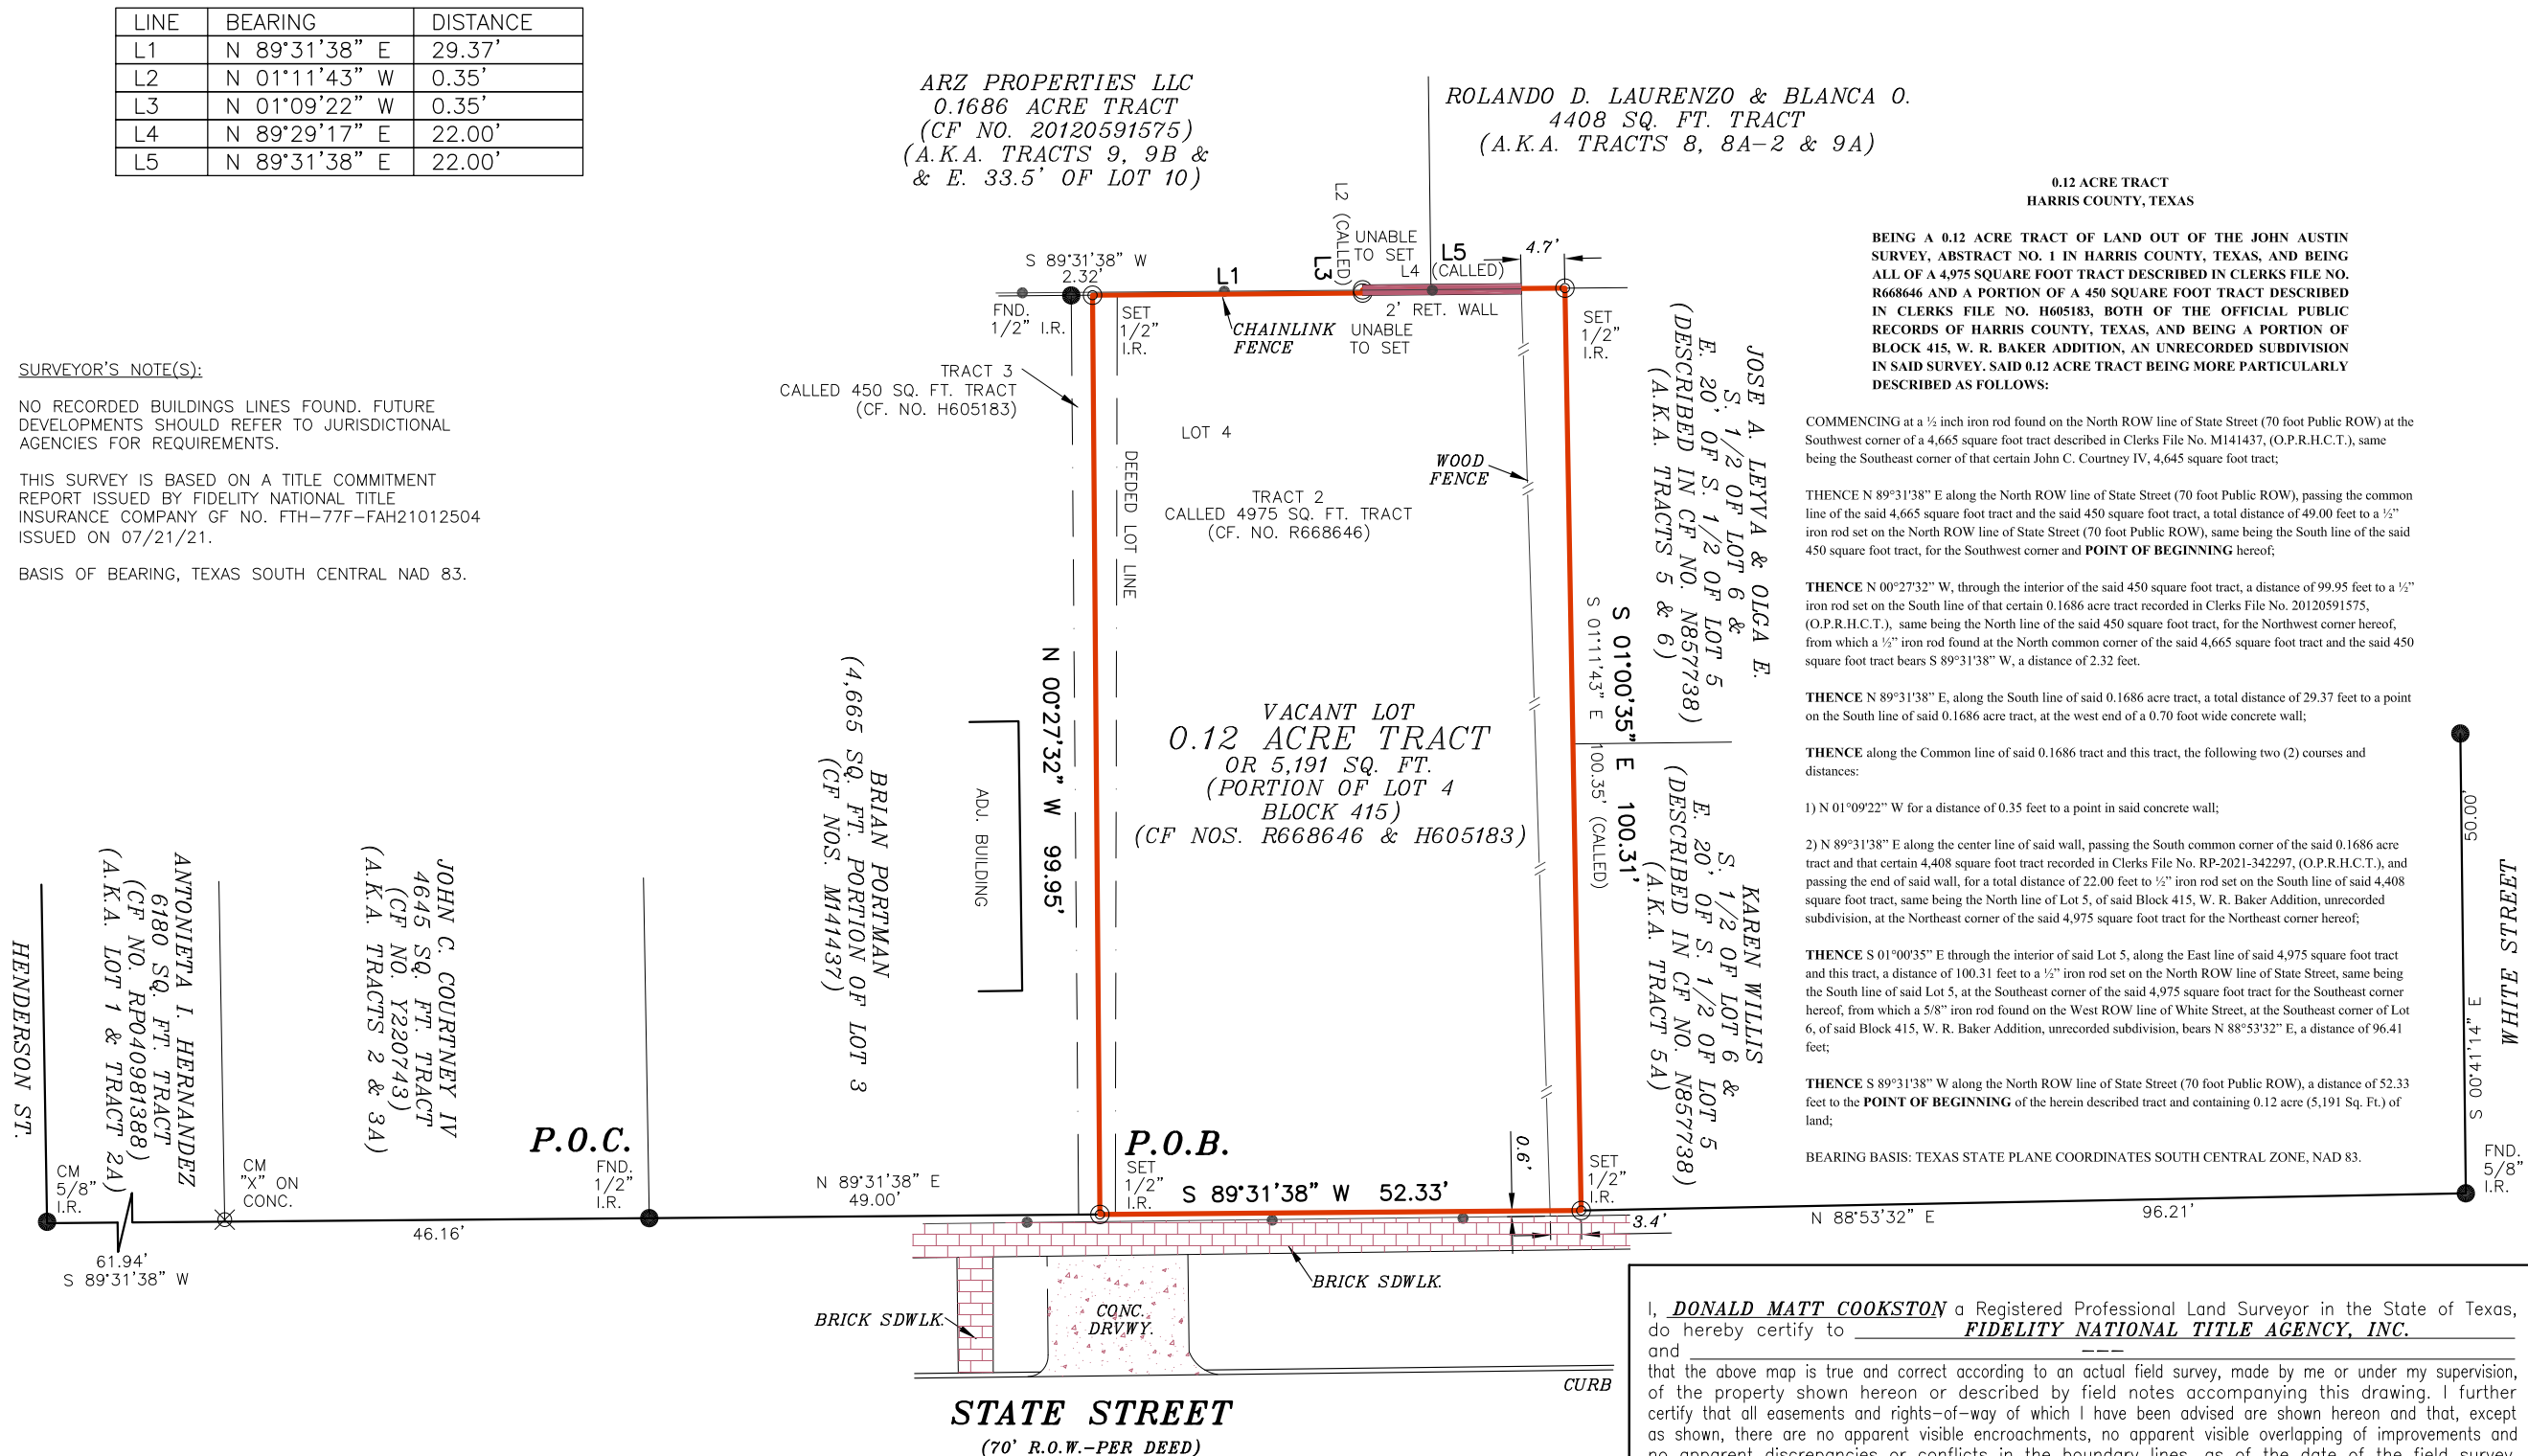 LINE BEARING DISTANCE
L1 N 89°31'38" E 29.37'
L2 N 01°11'43" W 0.35'
L3 N 01°09'22" W 0.35'
L4 N 89°29'17" E 22.00'
L5 N 89°31'38" E 22.00'
SURVEYOR'S NOTE(S):
NO RECORDED BUILDINGS LINES FOUND. FUTURE
DEVELOPMENTS SHOULD REFER TO JURISDICTIONAL
AGENCIES FOR REQUIREMENTS.
THIS SURVEY IS BASED ON A TITLE COMMITMENT
REPORT ISSUED BY FIDELITY NATIONAL TITLE
INSURANCE COMPANY GF NO. FTH-77F-FAH21012504
ISSUED ON 07/21/21.
BASIS OF BEARING, TEXAS SOUTH CENTRAL NAD 83.
ARZ PROPERTIES LLC
0.1686 ACRE TRACT
(CF NO. 20120591575)
(A.K.A. TRACTS 9, 9B &
& E. 33.5' OF LOT 10)
ROLANDO D. LAURENZO & BLANCA O.
4408 SQ. FT. TRACT
(A.K.A. TRACTS 8, 8A-2 & 9A)
S 89°31'38" W
2.32'
FND.
1/2" I.R.
SET
1/2"
I.R.
L1
L3
L2 (CALLED)
UNABLE
TO SET
L5
L4 (CALLED)
4.7'
2' RET. WALL
CHAINLINK
FENCE
UNABLE
TO SET
SET
1/2"
I.R.
TRACT 3
CALLED 450 SQ. FT. TRACT
(CF. NO. H605183)
LOT 4
DEEDED LOT LINE
TRACT 2
CALLED 4975 SQ. FT. TRACT
(CF. NO. R668646)
WOOD
FENCE
JOSE A. LEYVA & OLGA E.
S. 1/2 OF LOT 6 &
E. 20' OF S. 1/2 OF LOT 5
(DESCRIBED IN CF NO. N857738)
(A.K.A. TRACTS 5 & 6)
N 00°27'32" W 99.95'
S 01°00'35" E 100.31'
S 01°11'43" E 100.35' (CALLED)
VACANT LOT
0.12 ACRE TRACT
OR 5,191 SQ. FT.
(PORTION OF LOT 4
BLOCK 415)
(CF NOS. R668646 & H605183)
ADJ. BUILDING
BRIAN PORTMAN
(4,665 SQ. FT. PORTION OF LOT 3
(CF NOS. M141437)
KAREN WILLIS
S. 1/2 OF LOT 6 &
E. 20' OF S. 1/2 OF LOT 5
(DESCRIBED IN CF NO. N857738)
(A.K.A. TRACT 5A)
JOHN C. COURTNEY IV
4645 SQ. FT. TRACT
(CF NO. Y220743)
(A.K.A. TRACTS 2 & 3A)
ANTONIETA I. HERNANDEZ
6180 SQ. FT. TRACT
(CF NO. RP040981388)
(A.K.A. LOT 1 & TRACT 2A)
HENDERSON ST.
CM
5/8"
I.R.
CM
"X" ON
CONC.
61.94'
S 89°31'38" W
46.16'
P.O.C.
FND.
1/2"
I.R.
N 89°31'38" E
49.00'
P.O.B.
SET
1/2"
I.R.
S 89°31'38" W 52.33'
0.6'
SET
1/2"
I.R.
3.4'
N 88°53'32" E
96.21'
FND.
5/8"
I.R.
50.00'
S 00°41'14" E
WHITE STREET
BRICK SDWLK.
BRICK SDWLK.
CONC.
DRVWY.
CURB
STATE STREET
(70' R.O.W.-PER DEED)
0.12 ACRE TRACT
HARRIS COUNTY, TEXAS
BEING A 0.12 ACRE TRACT OF LAND OUT OF THE JOHN AUSTIN
SURVEY, ABSTRACT NO. 1 IN HARRIS COUNTY, TEXAS, AND BEING
ALL OF A 4,975 SQUARE FOOT TRACT DESCRIBED IN CLERKS FILE NO.
R668646 AND A PORTION OF A 450 SQUARE FOOT TRACT DESCRIBED
IN CLERKS FILE NO. H605183, BOTH OF THE OFFICIAL PUBLIC
RECORDS OF HARRIS COUNTY, TEXAS, AND BEING A PORTION OF
BLOCK 415, W. R. BAKER ADDITION, AN UNRECORDED SUBDIVISION
IN SAID SURVEY. SAID 0.12 ACRE TRACT BEING MORE PARTICULARLY
DESCRIBED AS FOLLOWS:
COMMENCING at a ½ inch iron rod found on the North ROW line of State Street (70 foot Public ROW) at the
Southwest corner of a 4,665 square foot tract described in Clerks File No. M141437, (O.P.R.H.C.T.), same
being the Southeast corner of that certain John C. Courtney IV, 4,645 square foot tract;
THENCE N 89°31'38" E along the North ROW line of State Street (70 foot Public ROW), passing the common
line of the said 4,665 square foot tract and the said 450 square foot tract, a total distance of 49.00 feet to a ½"
iron rod set on the North ROW line of State Street (70 foot Public ROW), same being the South line of the said
450 square foot tract, for the Southwest corner and POINT OF BEGINNING hereof;
THENCE N 00°27'32" W, through the interior of the said 450 square foot tract, a distance of 99.95 feet to a ½"
iron rod set on the South line of that certain 0.1686 acre tract recorded in Clerks File No. 20120591575,
(O.P.R.H.C.T.), same being the North line of the said 450 square foot tract, for the Northwest corner hereof,
from which a ½" iron rod found at the North common corner of the said 4,665 square foot tract and the said 450
square foot tract bears S 89°31'38" W, a distance of 2.32 feet.
THENCE N 89°31'38" E, along the South line of said 0.1686 acre tract, a total distance of 29.37 feet to a point
on the South line of said 0.1686 acre tract, at the west end of a 0.70 foot wide concrete wall;
THENCE along the Common line of said 0.1686 tract and this tract, the following two (2) courses and
distances:
1) N 01°09'22" W for a distance of 0.35 feet to a point in said concrete wall;
2) N 89°31'38" E along the center line of said wall, passing the South common corner of the said 0.1686 acre
tract and that certain 4,408 square foot tract recorded in Clerks File No. RP-2021-342297, (O.P.R.H.C.T.), and
passing the end of said wall, for a total distance of 22.00 feet to ½" iron rod set on the South line of said 4,408
square foot tract, same being the North line of Lot 5, of said Block 415, W. R. Baker Addition, unrecorded
subdivision, at the Northeast corner of the said 4,975 square foot tract for the Northeast corner hereof;
THENCE S 01°00'35" E through the interior of said Lot 5, along the East line of said 4,975 square foot tract
and this tract, a distance of 100.31 feet to a ½" iron rod set on the North ROW line of State Street, same being
the South line of said Lot 5, at the Southeast corner of the said 4,975 square foot tract for the Southeast corner
hereof, from which a 5/8" iron rod found on the West ROW line of White Street, at the Southeast corner of Lot
6, of said Block 415, W. R. Baker Addition, unrecorded subdivision, bears N 88°53'32" E, a distance of 96.41
feet;
THENCE S 89°31'38" W along the North ROW line of State Street (70 foot Public ROW), a distance of 52.33
feet to the POINT OF BEGINNING of the herein described tract and containing 0.12 acre (5,191 Sq. Ft.) of
land;
BEARING BASIS: TEXAS STATE PLANE COORDINATES SOUTH CENTRAL ZONE, NAD 83.
I, DONALD MATT COOKSTON, a Registered Professional Land Surveyor in the State of Texas,
do hereby certify to FIDELITY NATIONAL TITLE AGENCY, INC.
and ---
that the above map is true and correct according to an actual field survey, made by me or under my supervision,
of the property shown hereon or described by field notes accompanying this drawing. I further
certify that all easements and rights-of-way of which I have been advised are shown hereon and that, except
as shown, there are no apparent visible encroachments, no apparent visible overlapping of improvements and
no apparent discrepancies or conflicts in the boundary lines, as of the date of the field survey.